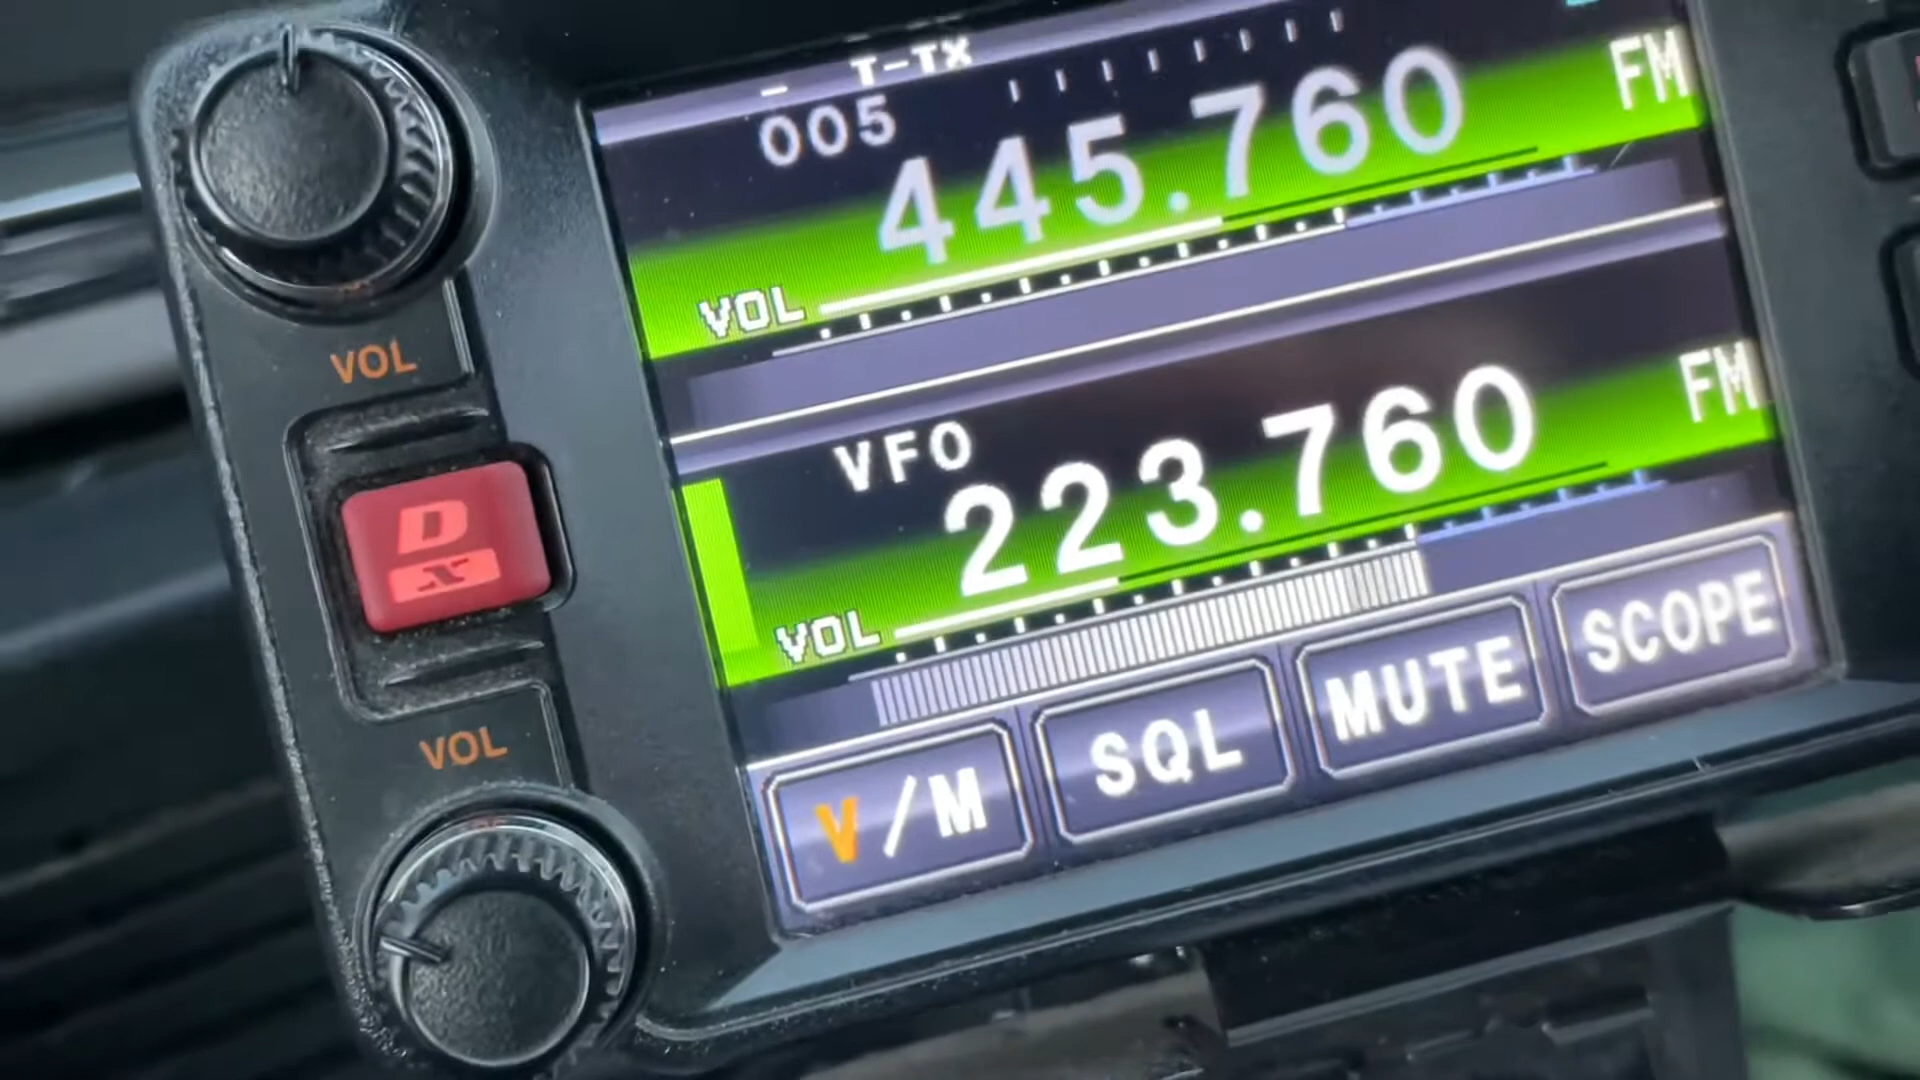 - T-TX
005
445.760
FM
VOL
VOL
VFO
223.760
FM
D
X
VOL
VOL
V/M
SQL
MUTE
SCOPE